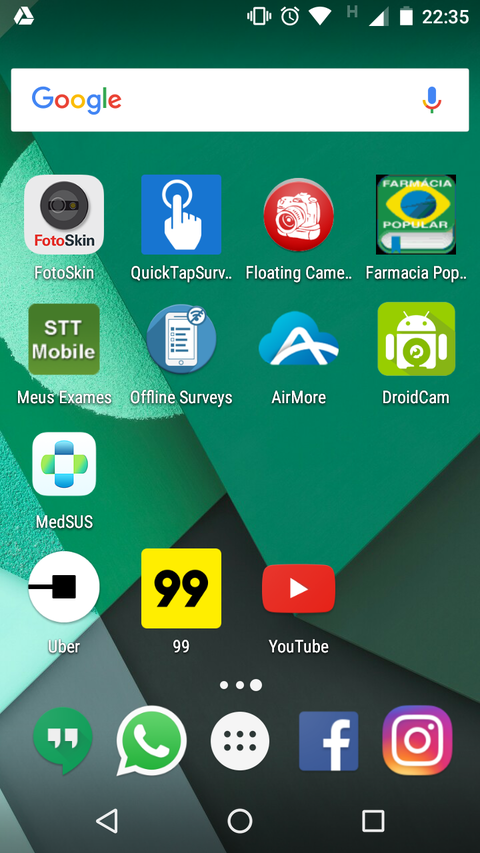 H 22:35
Google
FotoSkin
FotoSkin
QuickTapSurv..
Floating Came..
FARMÁCIA
POPULAR
Farmacia Pop..
STT
Mobile
Meus Exames
Offline Surveys
AirMore
DroidCam
MedSUS
Uber
99
99
YouTube